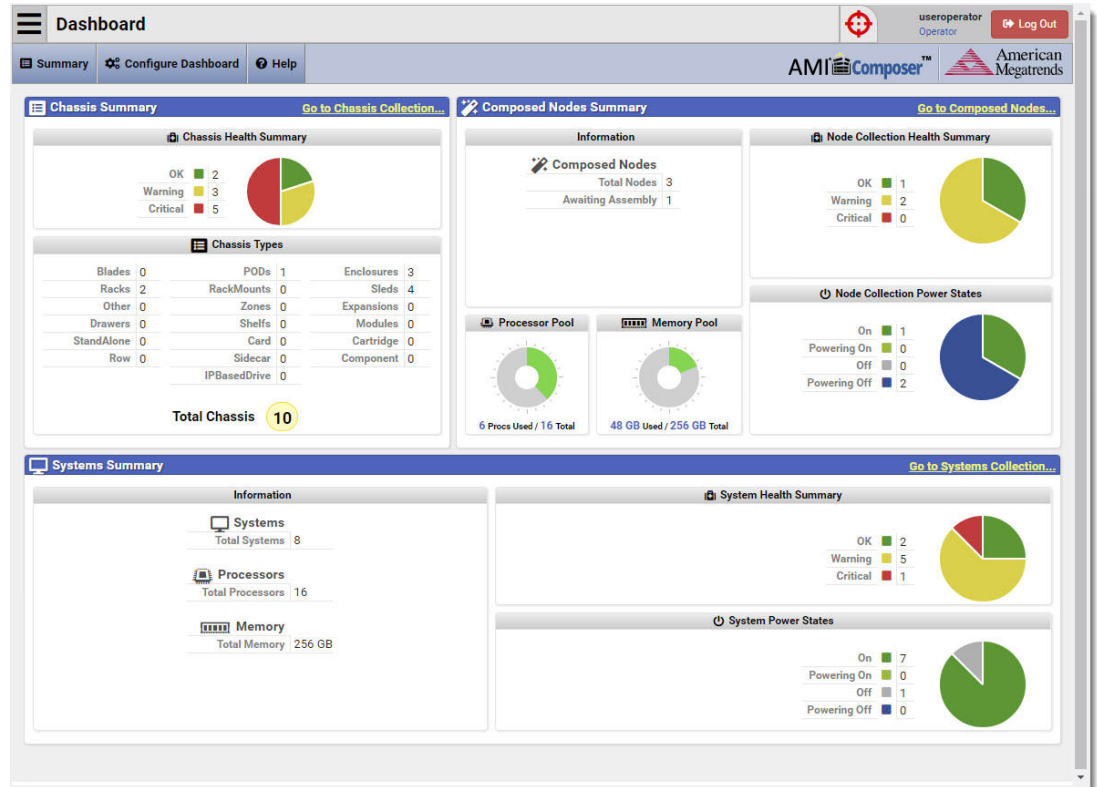 Dashboard
useroperator
Operator
Log Out
Summary
Configure Dashboard
Help
AMI Composer™
American
Megatrends
Chassis Summary
Go to Chassis Collection...
Chassis Health Summary
OK 2
Warning 3
Critical 5
Chassis Types
Blades 0 PODs 1 Enclosures 3
Racks 2 RackMounts 0 Sleds 4
Other 0 Zones 0 Expansions 0
Drawers 0 Shelfs 0 Modules 0
StandAlone 0 Card 0 Cartridge 0
Row 0 Sidecar 0 Component 0
IPBasedDrive 0
Total Chassis 10
Composed Nodes Summary
Go to Composed Nodes...
Information
Composed Nodes
Total Nodes 3
Awaiting Assembly 1
Processor Pool
6 Procs Used / 16 Total
Memory Pool
48 GB Used / 256 GB Total
Node Collection Health Summary
OK 1
Warning 2
Critical 0
Node Collection Power States
On 1
Powering On 0
Off 0
Powering Off 2
Systems Summary
Go to Systems Collection...
Information
Systems
Total Systems 8
Processors
Total Processors 16
Memory
Total Memory 256 GB
System Health Summary
OK 2
Warning 5
Critical 1
System Power States
On 7
Powering On 0
Off 1
Powering Off 0